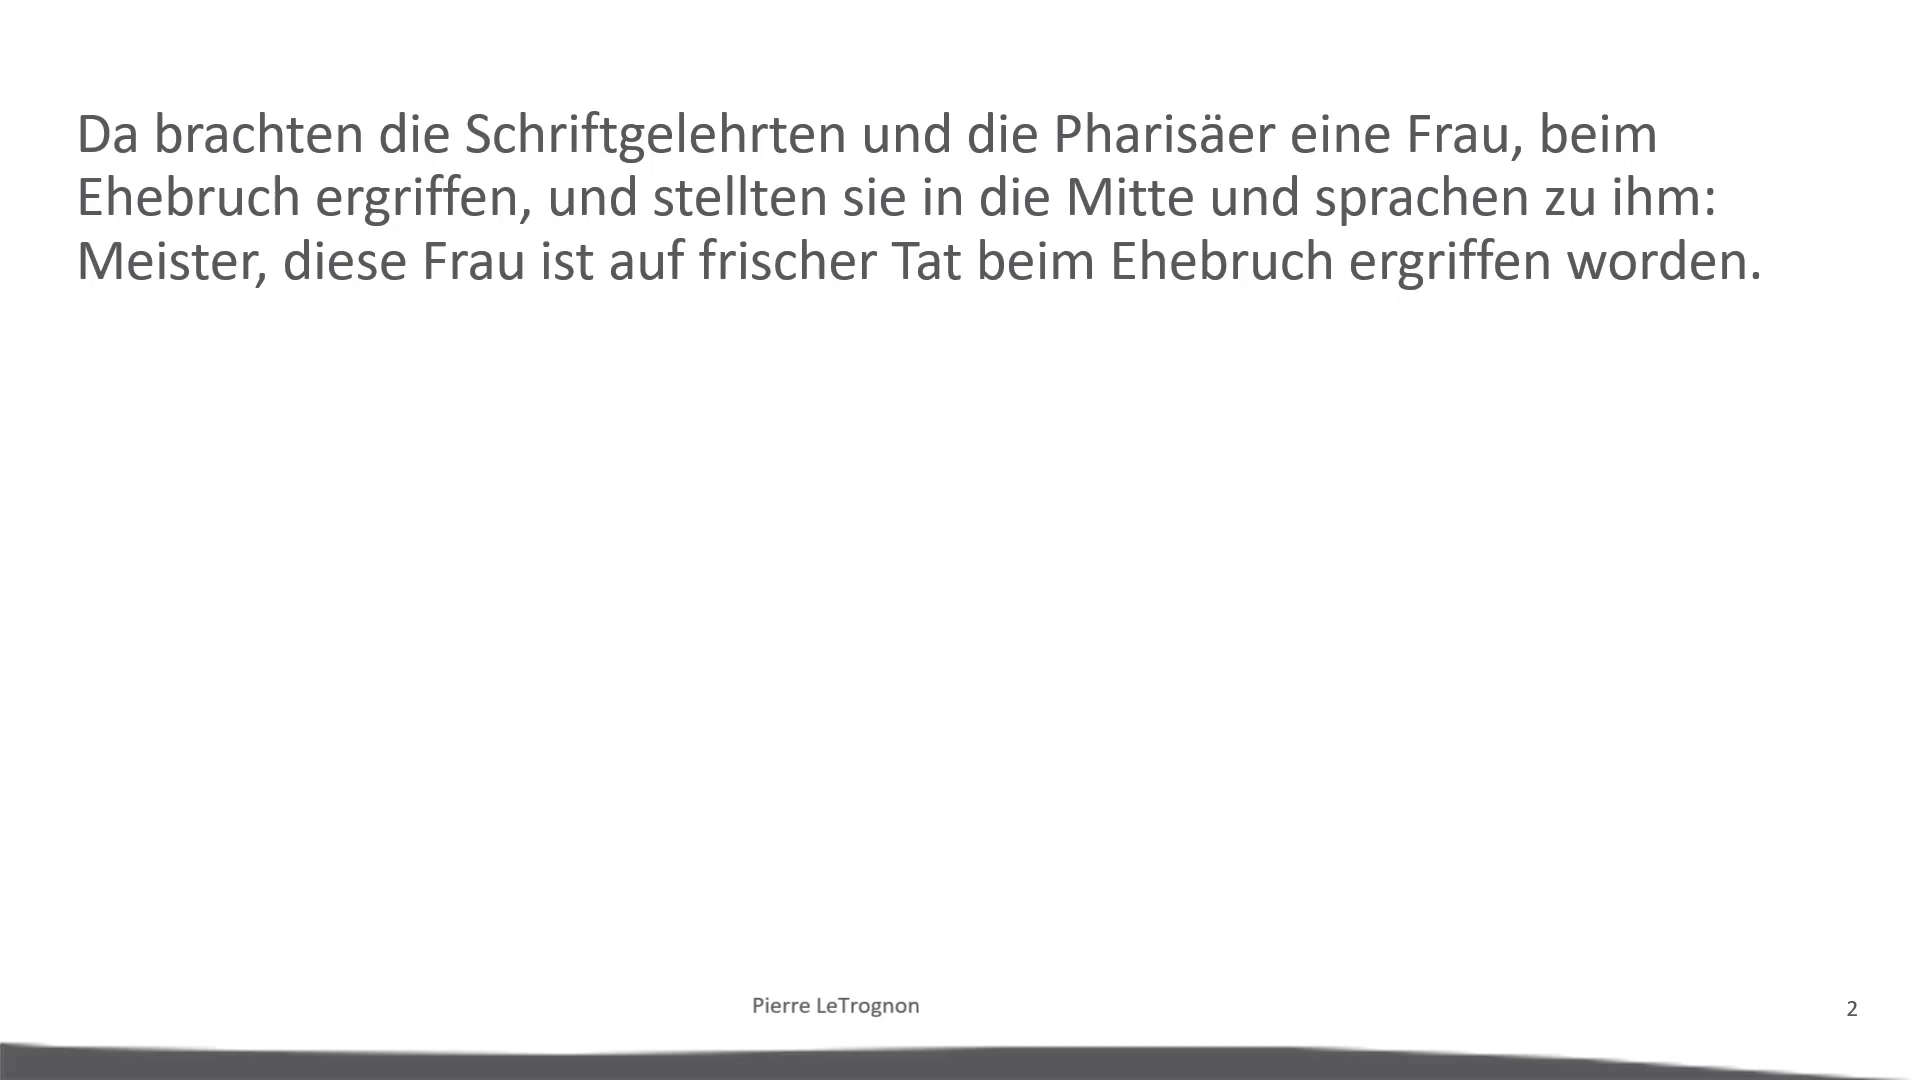 Da brachten die Schriftgelehrten und die Pharisäer eine Frau, beim
Ehebruch ergriffen, und stellten sie in die Mitte und sprachen zu ihm:
Meister, diese Frau ist auf frischer Tat beim Ehebruch ergriffen worden.
Pierre LeTrognon
2